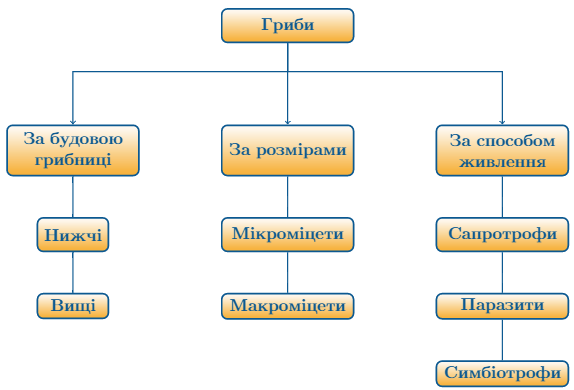 Гриби
За будовою
грибниці
За розмірами
За способом
живлення
Нижчі
Мікроміцети
Сапротрофи
Вищі
Макроміцети
Паразити
Симбіотрофи